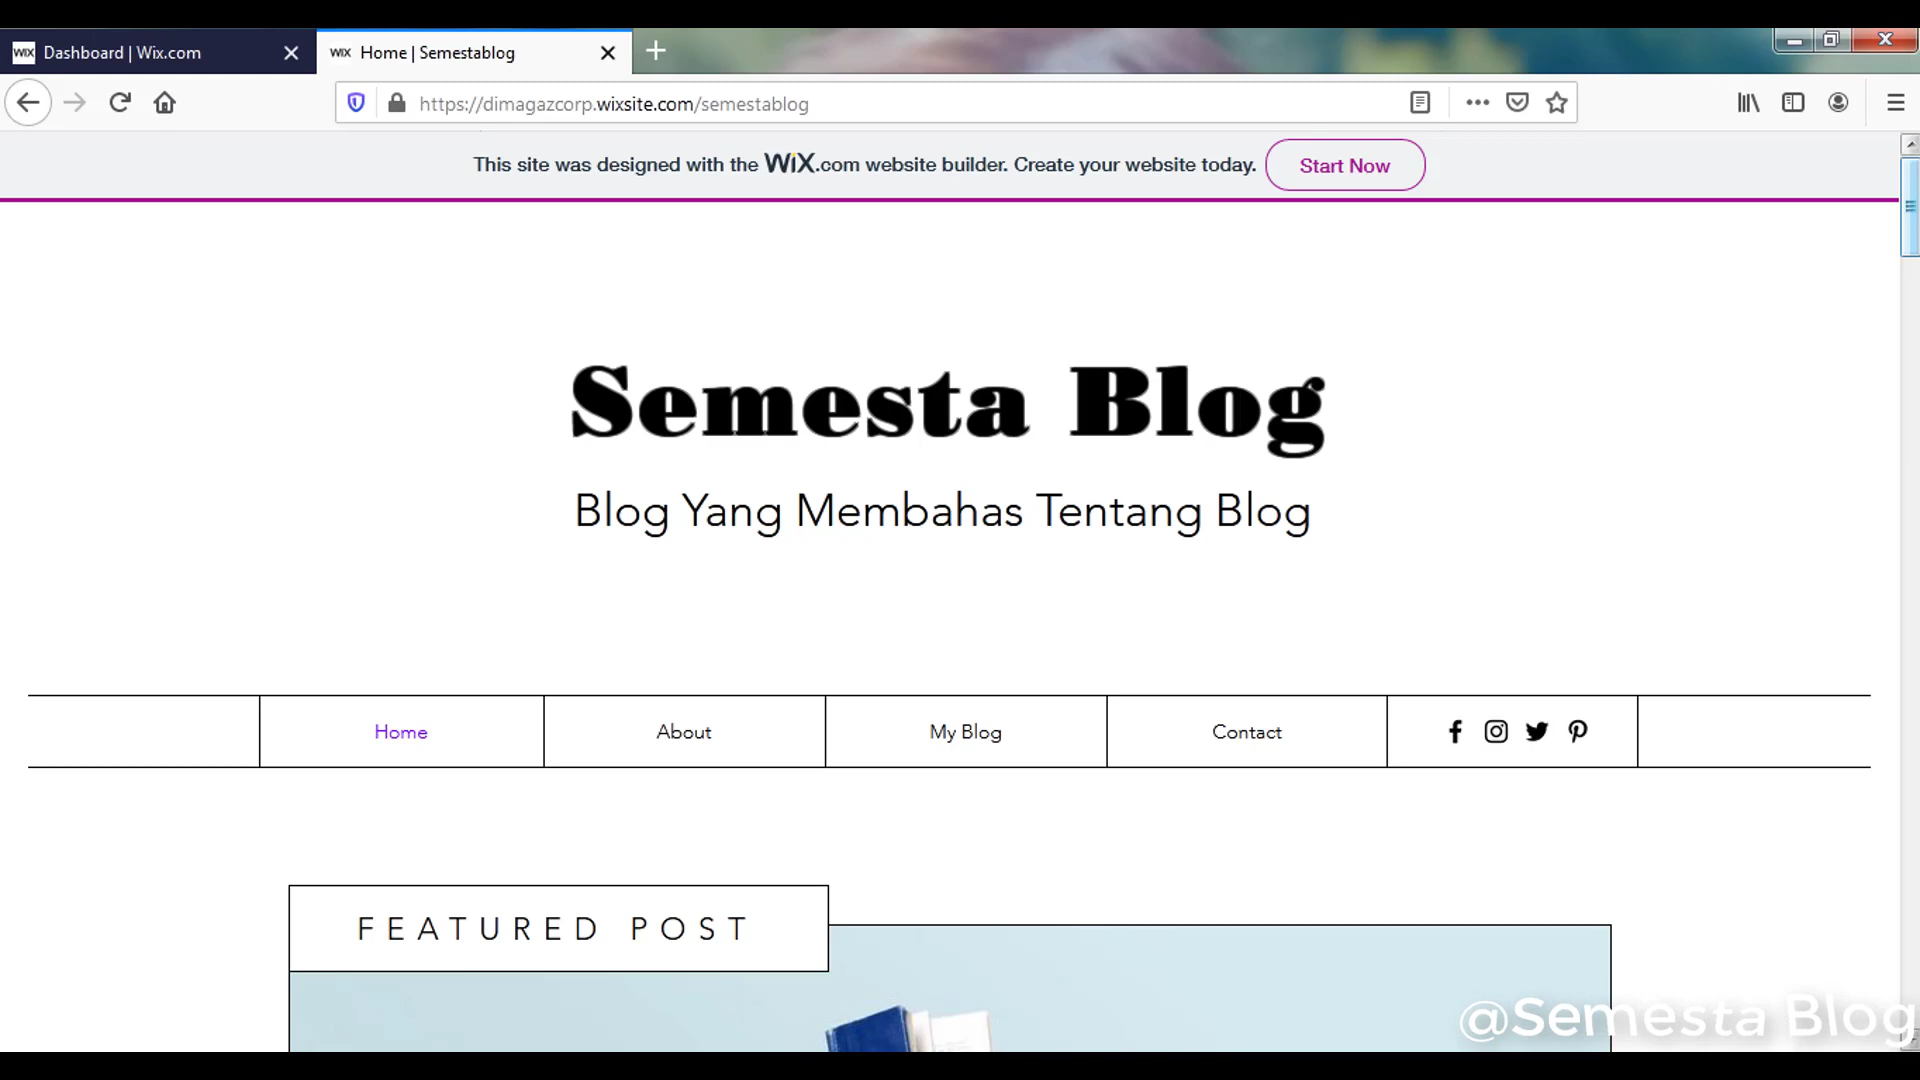 WIX Dashboard | Wix.com
WIX Home | Semestablog
https://dimagazcorp.wixsite.com/semestablog
This site was designed with the WiX.com website builder. Create your website today.
Start Now
Semesta Blog
Blog Yang Membahas Tentang Blog
Home
About
My Blog
Contact
FEATURED POST
@Semesta Blog